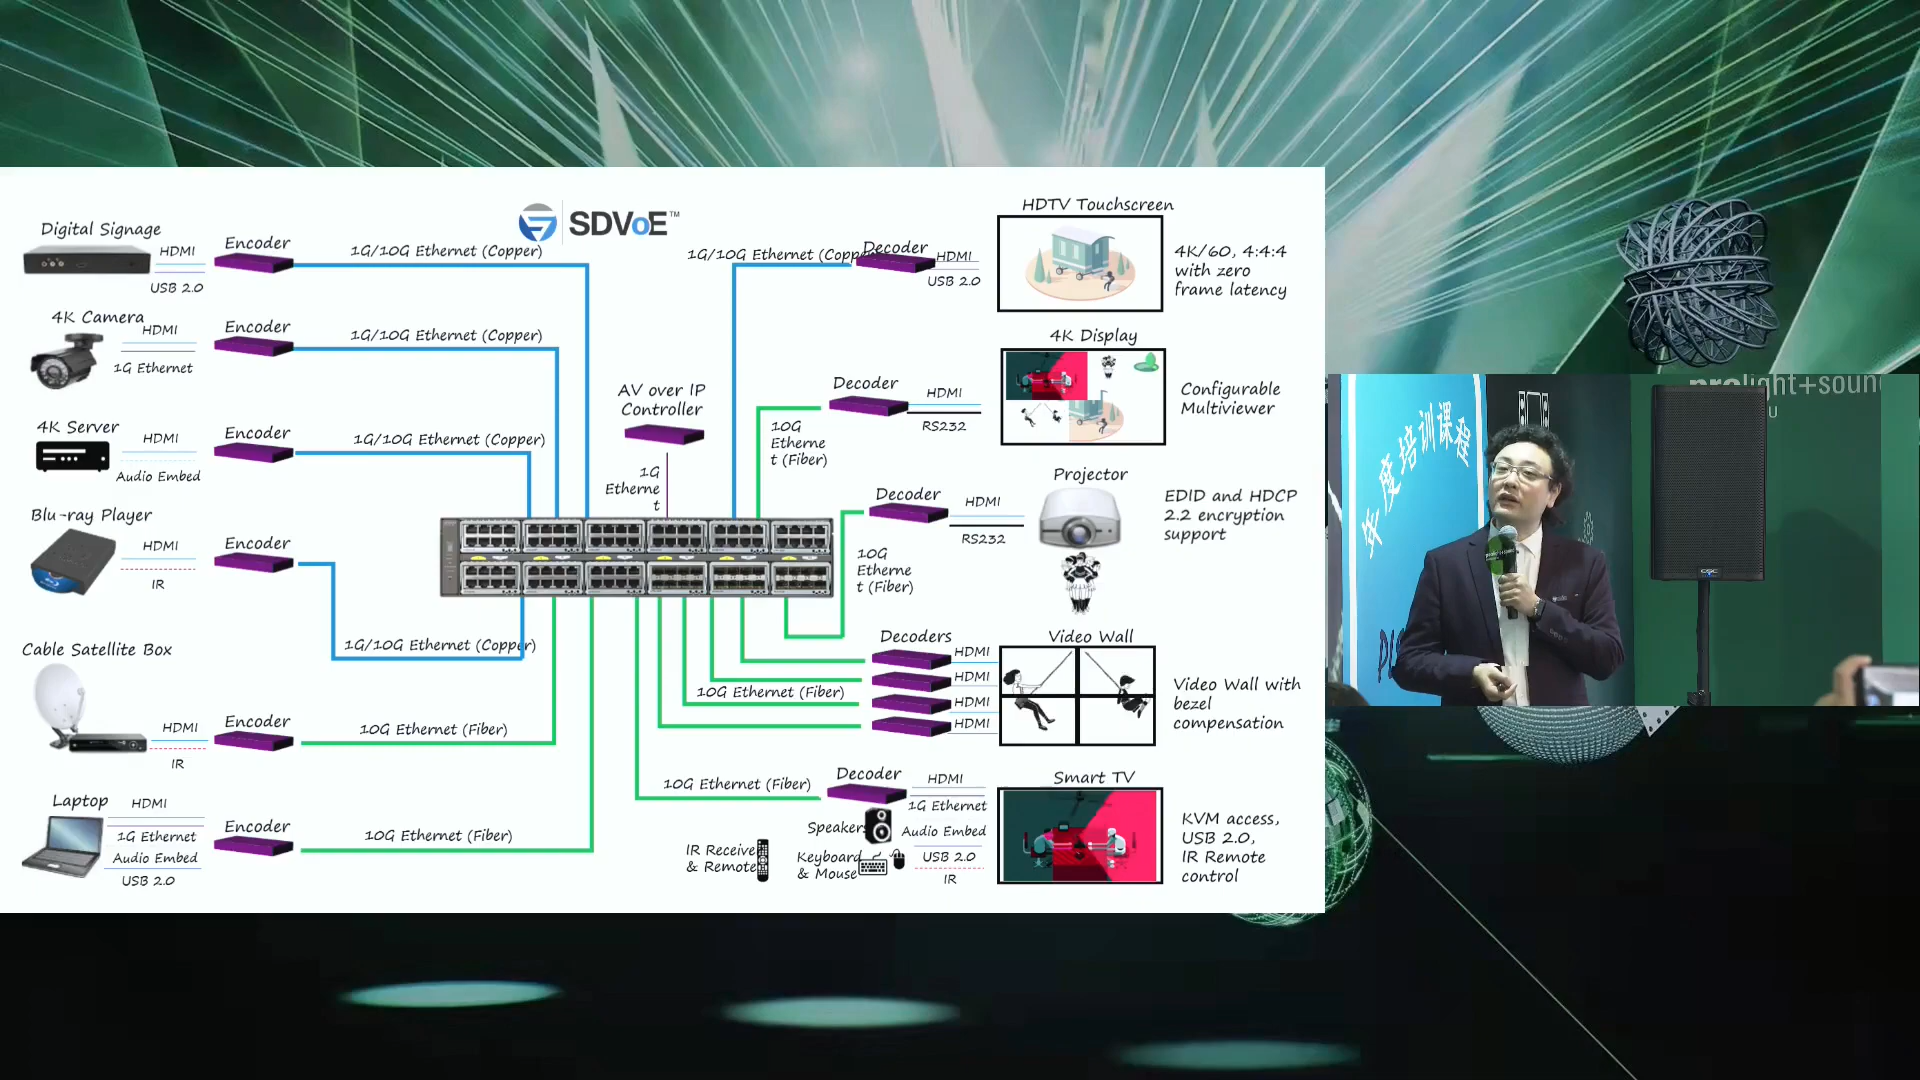 SDVoE™
Digital Signage
HDMI
USB 2.0
Encoder
1G/10G Ethernet (Copper)
4K Camera
HDMI
1G Ethernet
Encoder
1G/10G Ethernet (Copper)
4K Server
HDMI
Audio Embed
Encoder
1G/10G Ethernet (Copper)
Blu-ray Player
HDMI
IR
Encoder
1G/10G Ethernet (Copper)
Cable Satellite Box
HDMI
IR
Encoder
10G Ethernet (Fiber)
Laptop
HDMI
1G Ethernet
Audio Embed
USB 2.0
Encoder
10G Ethernet (Fiber)
AV over IP
Controller
1G
Etherne
t
1G/10G Ethernet (Copper)
Decoder
HDMI
USB 2.0
HDTV Touchscreen
4K/60, 4:4:4
with zero
frame latency
10G
Etherne
t (Fiber)
Decoder
HDMI
RS232
4K Display
Configurable
Multiviewer
10G
Etherne
t (Fiber)
Decoder
HDMI
RS232
Projector
EDID and HDCP
2.2 encryption
support
10G Ethernet (Fiber)
Decoders
HDMI
HDMI
HDMI
HDMI
Video Wall
Video Wall with
bezel
compensation
10G Ethernet (Fiber)
Decoder
HDMI
1G Ethernet
Speakers
Audio Embed
IR Receive
& Remote
Keyboard
& Mouse
USB 2.0
IR
Smart TV
KVM access,
USB 2.0,
IR Remote
control
年度培训课程
prolight+soun
U